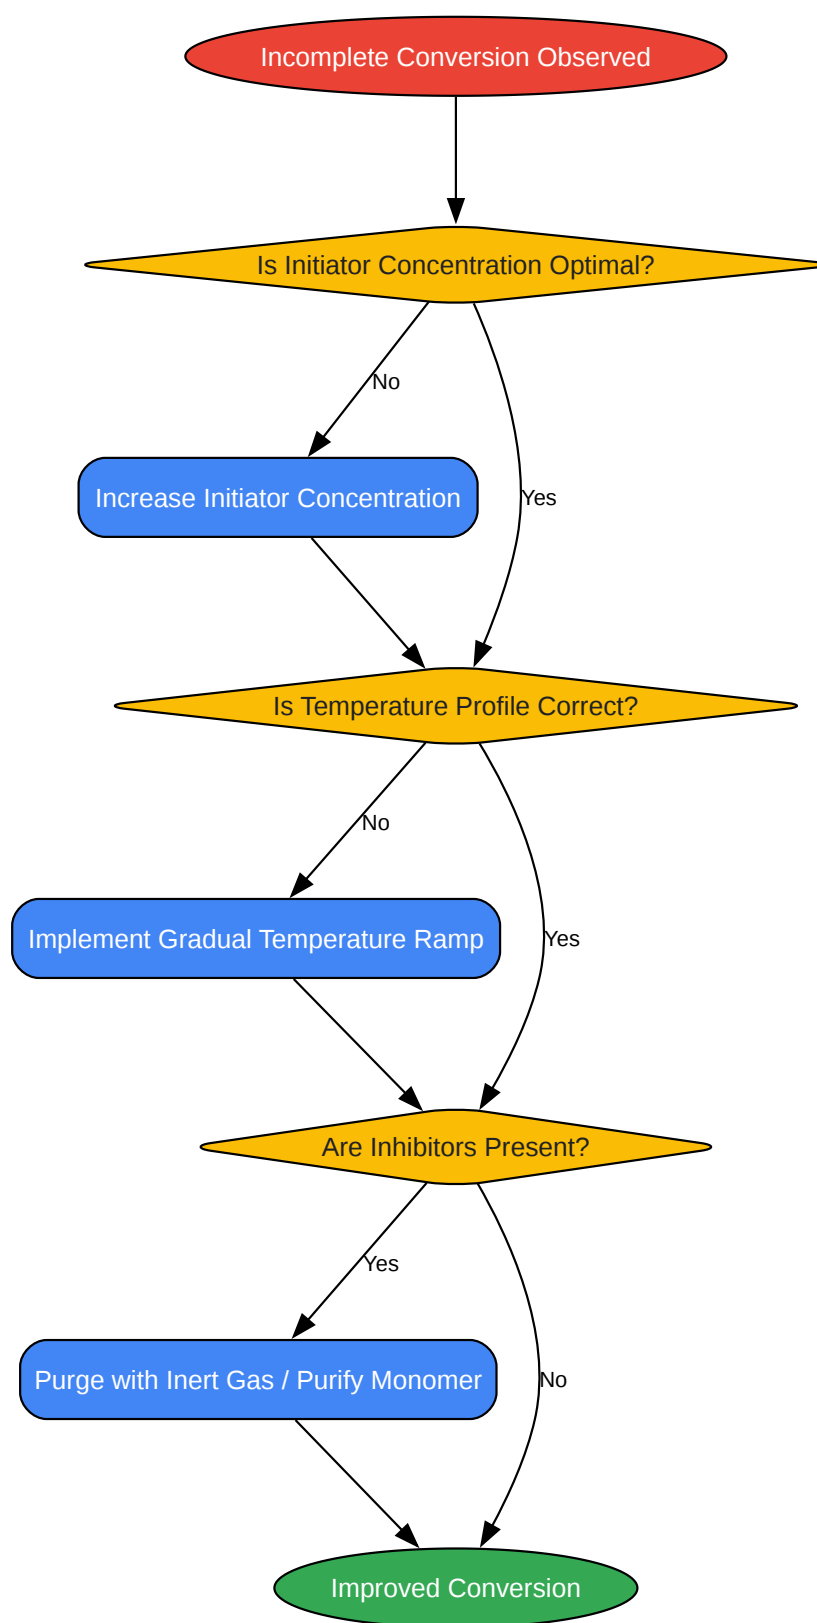 Incomplete Conversion Observed
Is Initiator Concentration Optimal?
No
Increase Initiator Concentration
Yes
Is Temperature Profile Correct?
No
Implement Gradual Temperature Ramp
Yes
Are Inhibitors Present?
Yes
Purge with Inert Gas / Purify Monomer
No
Improved Conversion